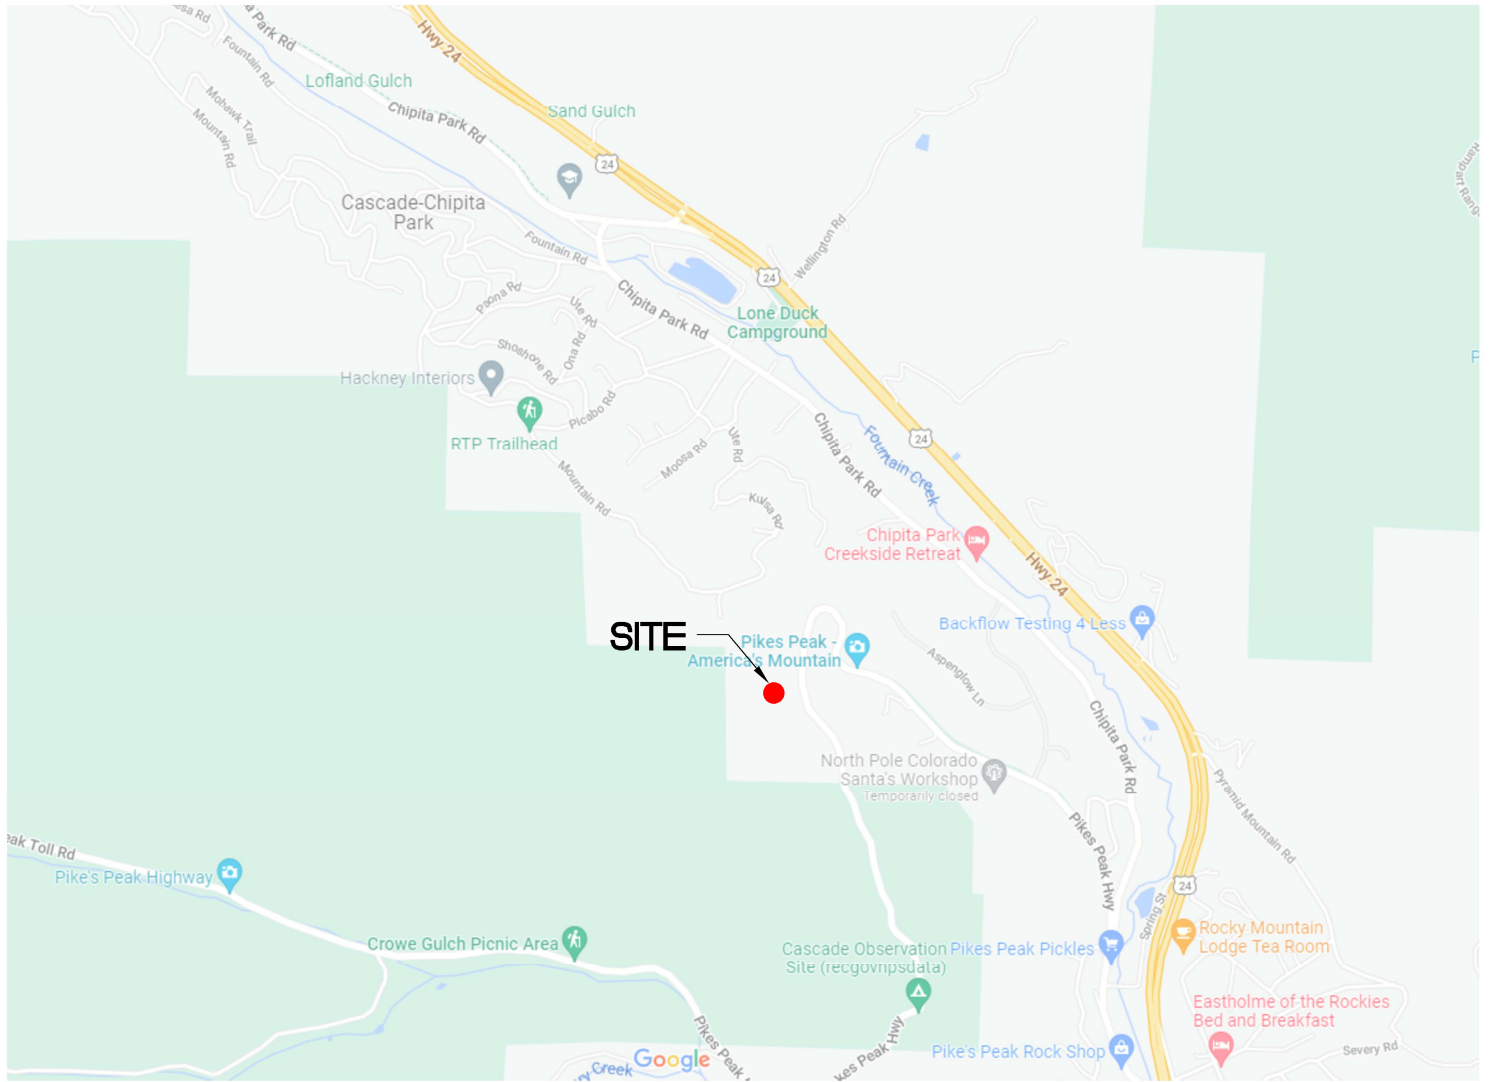 Park Rd
Hwy 24
Fountain Rd
Lofland Gulch
Mohawk Trail
Mountain Rd
Chipita Park Rd
Sand Gulch
24
Cascade-Chipita
Park
Fountain Rd
Wellington Rd
24
Paona Rd
Ute Rd
Chipita Park Rd
Lone Duck
Campground
Shoshone Rd
Ona Rd
Hackney Interiors
Picabo Rd
RTP Trailhead
Moosa Rd
Ute Rd
Chipita Park Rd
Fountain Creek
24
Mountain Rd
Kulsa Rd
Chipita Park
Creekside Retreat
Hwy 24
SITE
Pikes Peak -
America's Mountain
Backflow Testing 4 Less
Aspenglow Ln
Chipita Park Rd
North Pole Colorado
Santa's Workshop
Temporarily closed
Pyramid Mountain Rd
Pikes Peak Hwy
eak Toll Rd
Pike's Peak Highway
24
Spring St
Crowe Gulch Picnic Area
Cascade Observation
Site (recgovnpsdata)
Pikes Peak Pickles
Rocky Mountain
Lodge Tea Room
Eastholme of the Rockies
Bed and Breakfast
Pikes Peak
kes Peak Hwy
Pike's Peak Rock Shop
Severy Rd
Google
ry Creek